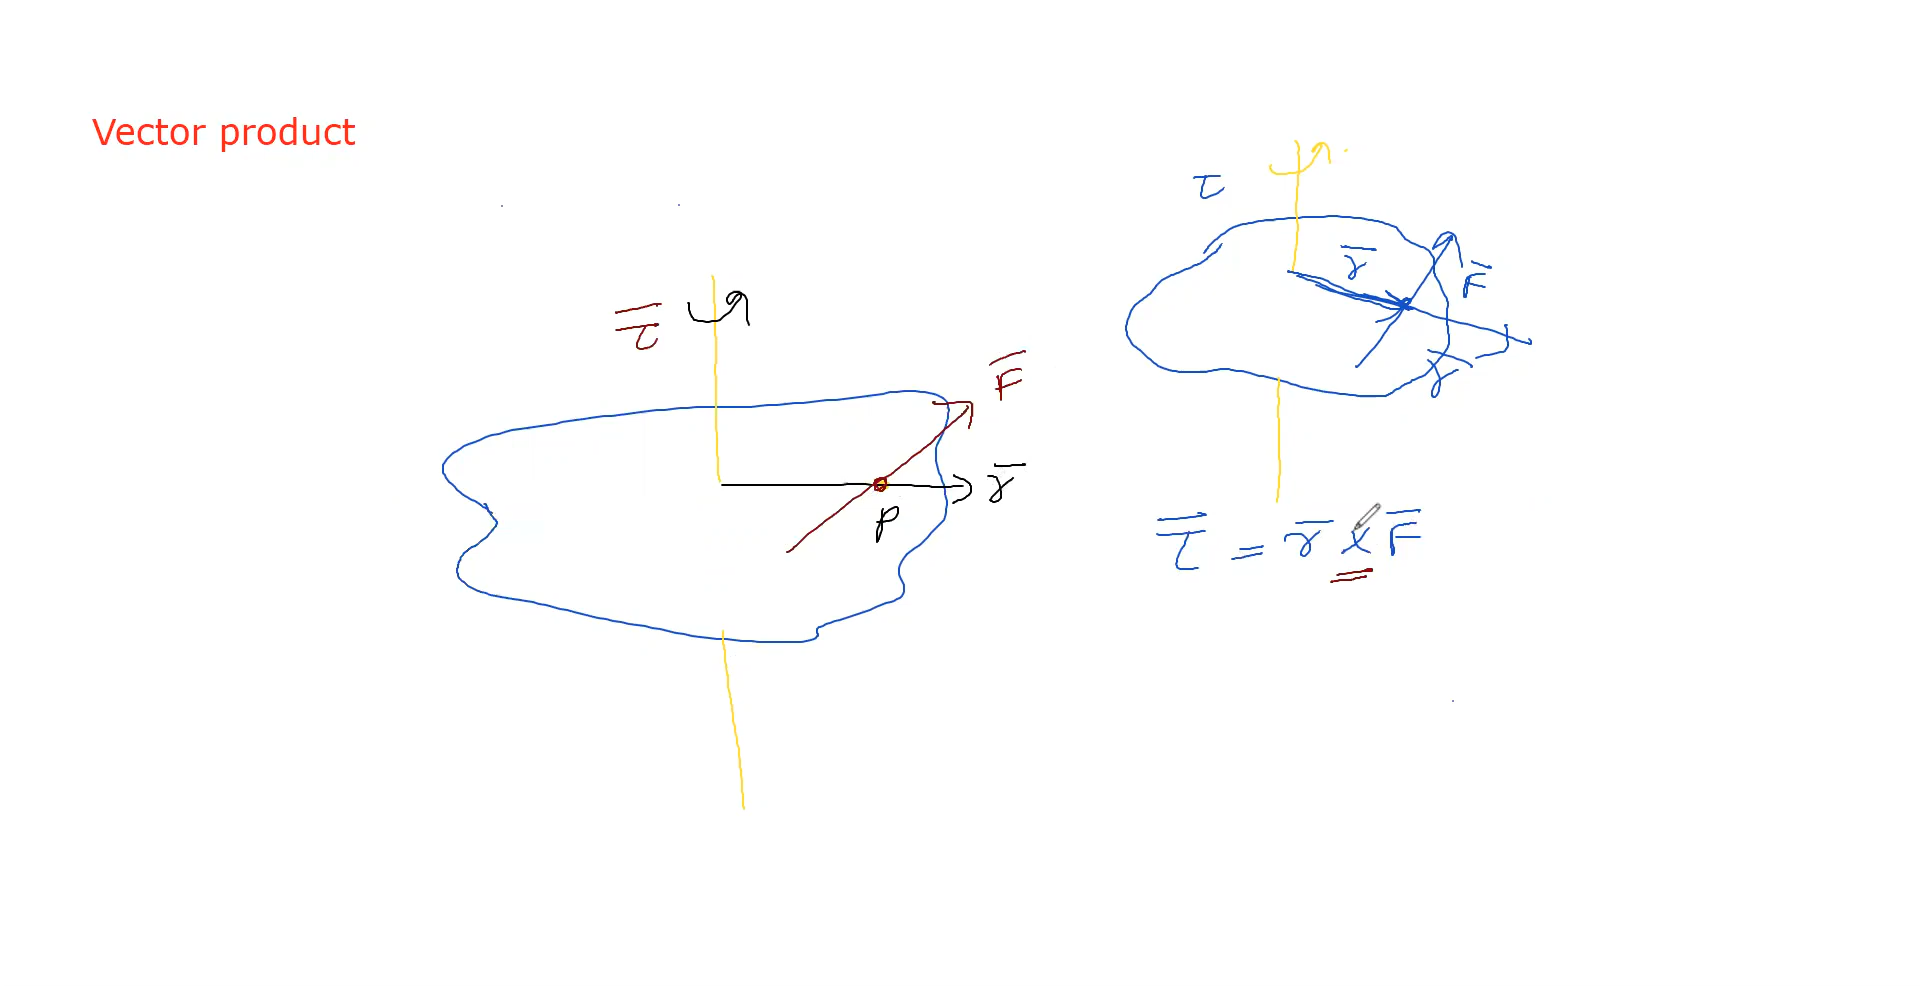 Vector product
τ
r̅
F̅
τ̅
F̅
r̅
r̅
P
τ̅ = r̅ × F̅